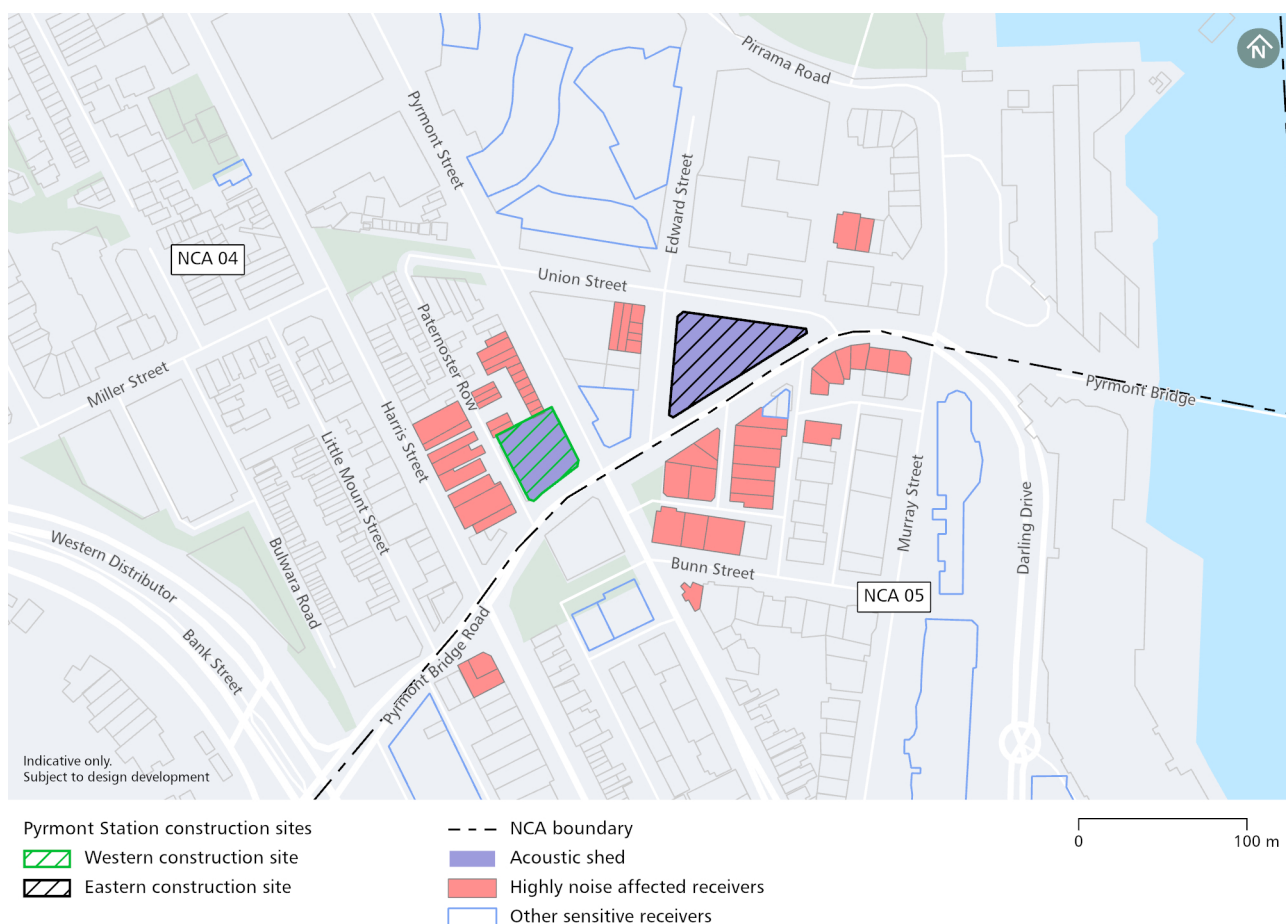 Pirrama Road
N
Pyrmont Street
Edward Street
NCA 04
Union Street
Paternoster Row
Miller Street
Pyrmont Bridge
Harris Street
Little Mount Street
Murray Street
Darling Drive
Western Distributor
Bulwara Road
Bunn Street
NCA 05
Bank Street
Pyrmont Bridge Road
Indicative only.
Subject to design development
Pyrmont Station construction sites
Western construction site
Eastern construction site
NCA boundary
Acoustic shed
Highly noise affected receivers
Other sensitive receivers
0 100 m